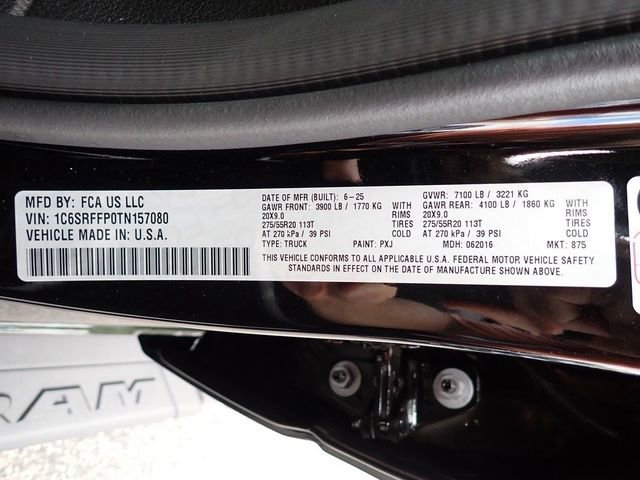 MFD BY: FCA US LLC
VIN: 1C6SRFFP0TN157080
VEHICLE MADE IN: U.S.A.
DATE OF MFR (BUILT): 6-25
GAWR FRONT: 3900 LB / 1770 KG WITH
20X9.0 RIMS
275/55R20 113T TIRES
AT 270 kPa / 39 PSI COLD
TYPE: TRUCK PAINT: PXJ
GVWR: 7100 LB / 3221 KG
GAWR REAR: 4100 LB / 1860 KG WITH
20X9.0 RIMS
275/55R20 113T TIRES
AT 270 kPa / 39 PSI COLD
MDH: 062016 MKT: 875
THIS VEHICLE CONFORMS TO ALL APPLICABLE U.S.A. FEDERAL MOTOR VEHICLE SAFETY
STANDARDS IN EFFECT ON THE DATE OF MANUFACTURE SHOWN ABOVE.
RAM